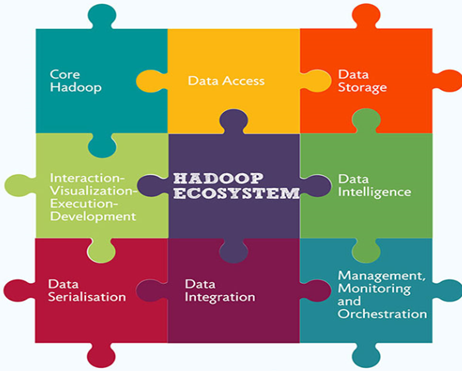 Core
Hadoop
Data Access
Data
Storage
Interaction-
Visualization-
Execution-
Development
HADOOP
ECOSYSTEM
Data
Intelligence
Data
Serialisation
Data
Integration
Management,
Monitoring
and
Orchestration